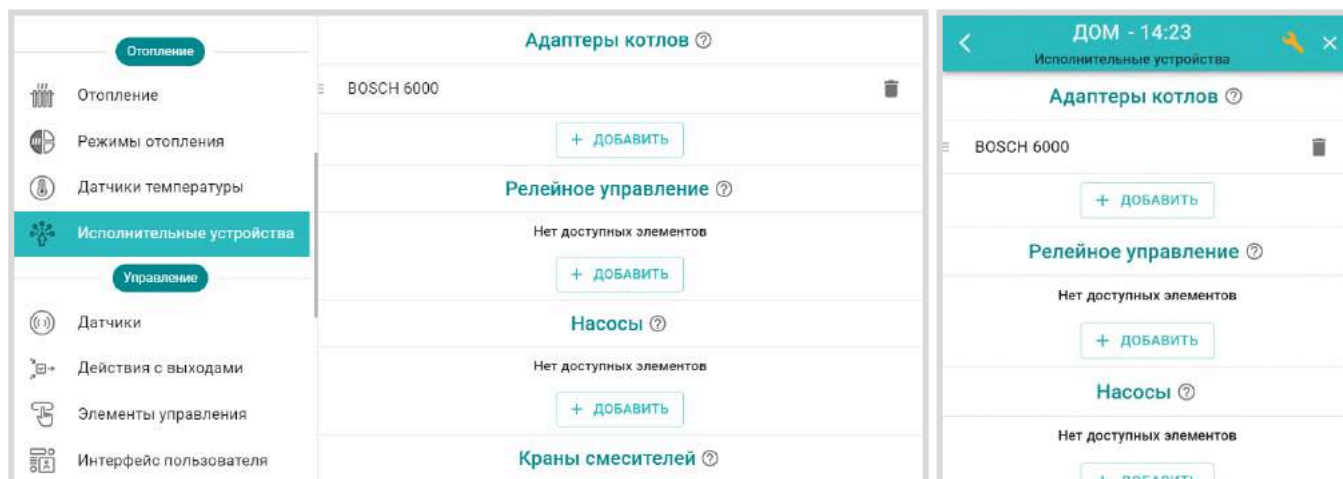 Отопление
Отопление
Режимы отопления
Датчики температуры
Исполнительные устройства
Управление
Датчики
Действия с выходами
Элементы управления
Интерфейс пользователя
Адаптеры котлов ?
BOSCH 6000
+ ДОБАВИТЬ
Релейное управление ?
Нет доступных элементов
+ ДОБАВИТЬ
Насосы ?
Нет доступных элементов
+ ДОБАВИТЬ
Краны смесителей ?
ДОМ - 14:23
Исполнительные устройства
Адаптеры котлов ?
BOSCH 6000
+ ДОБАВИТЬ
Релейное управление ?
Нет доступных элементов
+ ДОБАВИТЬ
Насосы ?
Нет доступных элементов
+ ДОБАВИТЬ